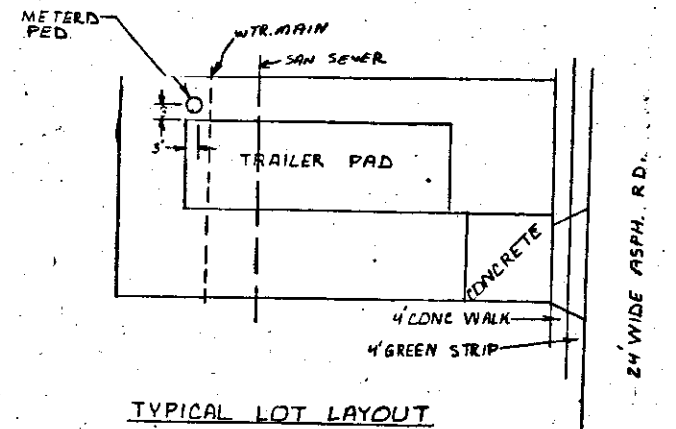 METERD
PED.
WTR. MAIN
SAN SEWER
3'
TRAILER PAD
CONCRETE
4' CONC WALK
4' GREEN STRIP
24' WIDE ASPH. RD.
TYPICAL LOT LAYOUT